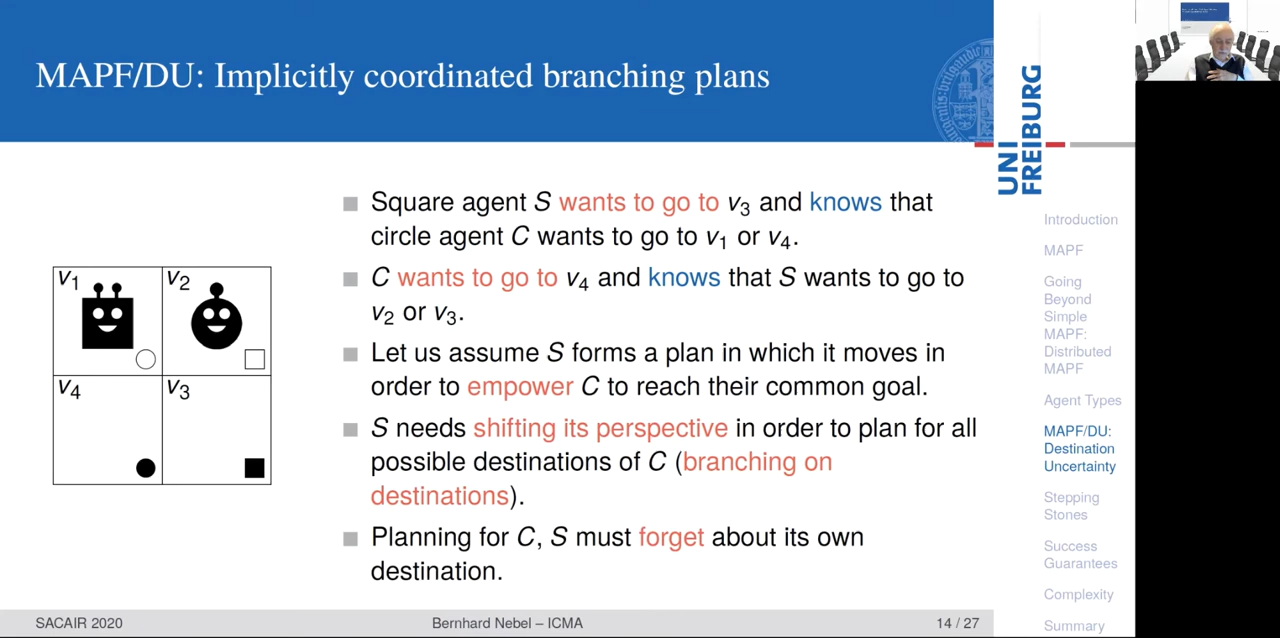 MAPF/DU: Implicitly coordinated branching plans
UNI
FREIBURG
v1
v2
v4
v3
■ Square agent S wants to go to v3 and knows that
circle agent C wants to go to v1 or v4.
■ C wants to go to v4 and knows that S wants to go to
v2 or v3.
■ Let us assume S forms a plan in which it moves in
order to empower C to reach their common goal.
■ S needs shifting its perspective in order to plan for all
possible destinations of C (branching on
destinations).
■ Planning for C, S must forget about its own
destination.
Introduction
MAPF
Going
Beyond
Simple
MAPF:
Distributed
MAPF
Agent Types
MAPF/DU:
Destination
Uncertainty
Stepping
Stones
Success
Guarantees
Complexity
Summary
SACAIR 2020
Bernhard Nebel – ICMA
14 / 27